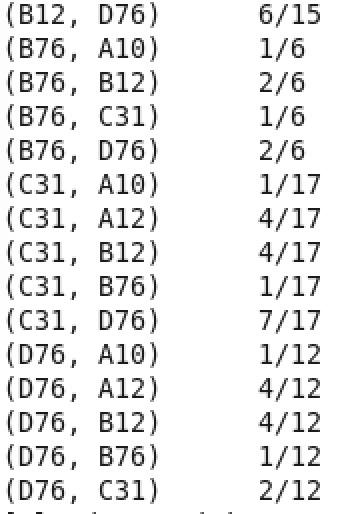 (B12, D76) 6/15
(B76, A10) 1/6
(B76, B12) 2/6
(B76, C31) 1/6
(B76, D76) 2/6
(C31, A10) 1/17
(C31, A12) 4/17
(C31, B12) 4/17
(C31, B76) 1/17
(C31, D76) 7/17
(D76, A10) 1/12
(D76, A12) 4/12
(D76, B12) 4/12
(D76, B76) 1/12
(D76, C31) 2/12